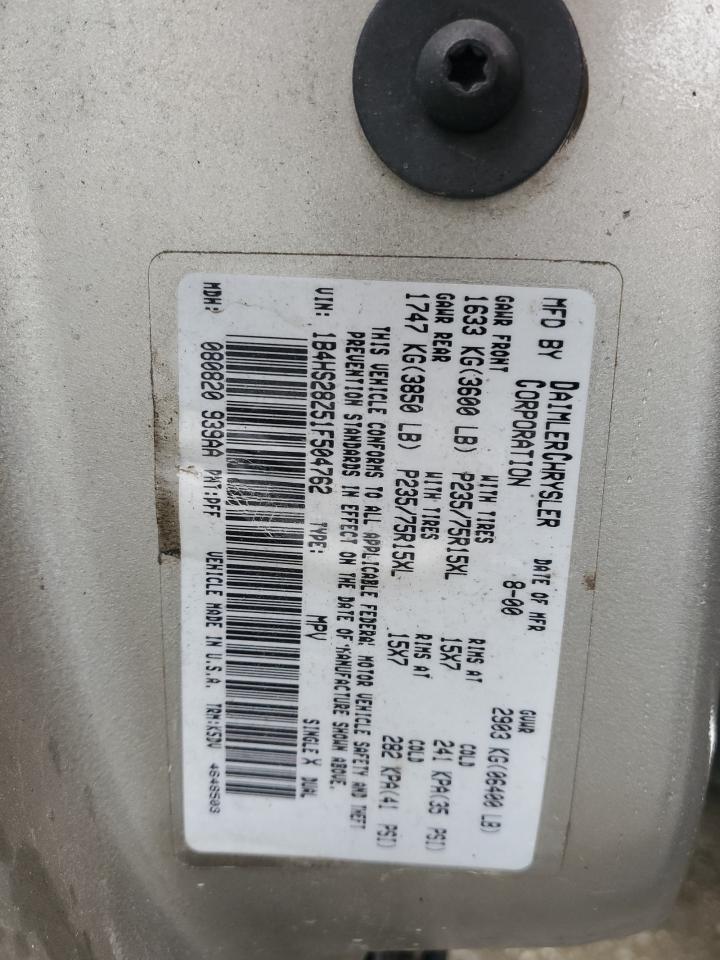 MFD BY DAIMLERCHRYSLER CORPORATION DATE OF MFR 8-00 GVWR 2903 KG(06400 LB)
GAWR FRONT WITH TIRES RIMS AT COLD
1633 KG(3600 LB) P235/75R15XL 15X7 241 KPA(35 PSI)
GAWR REAR WITH TIRES RIMS AT COLD
1747 KG(3850 LB) P235/75R15XL 15X7 282 KPA(41 PSI)
THIS VEHICLE CONFORMS TO ALL APPLICABLE FEDERAL MOTOR VEHICLE SAFETY AND THEFT
PREVENTION STANDARDS IN EFFECT ON THE DATE OF MANUFACTURE SHOWN ABOVE.
VIN: 1B4HS28Z51F504762 TYPE: MPV SINGLE X DUAL
MDH: 080820 939AA PNT:PFF VEHICLE MADE IN U.S.A. TRM:K5DV 4648503